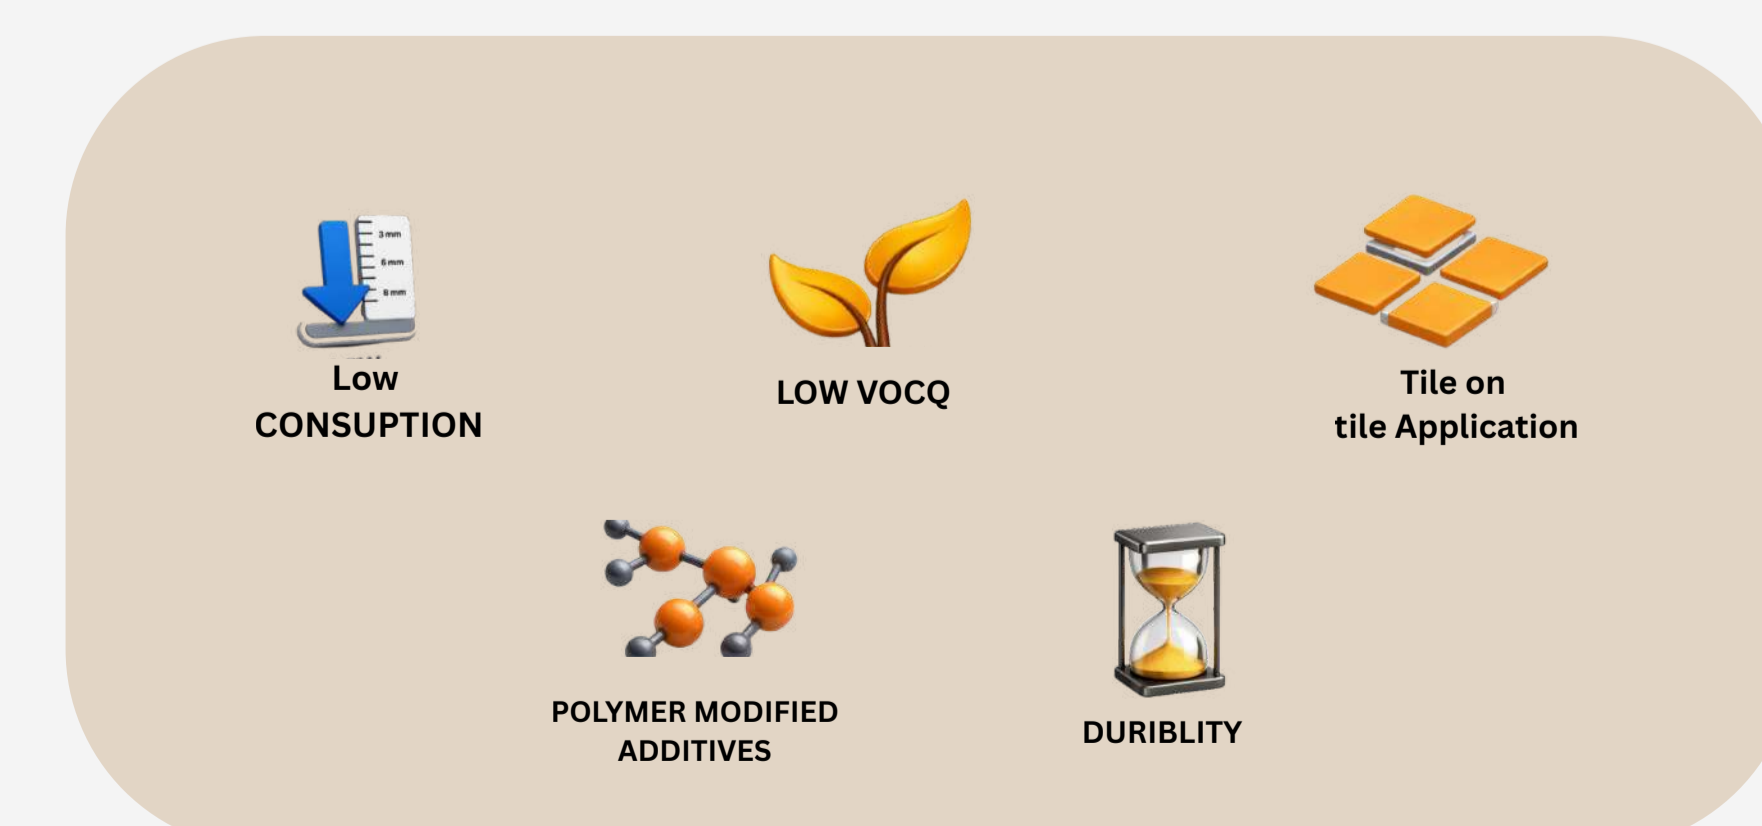 3 mm
6 mm
8 mm
Low
CONSUPTION
LOW VOCQ
Tile on
tile Application
POLYMER MODIFIED
ADDITIVES
DURIBLITY